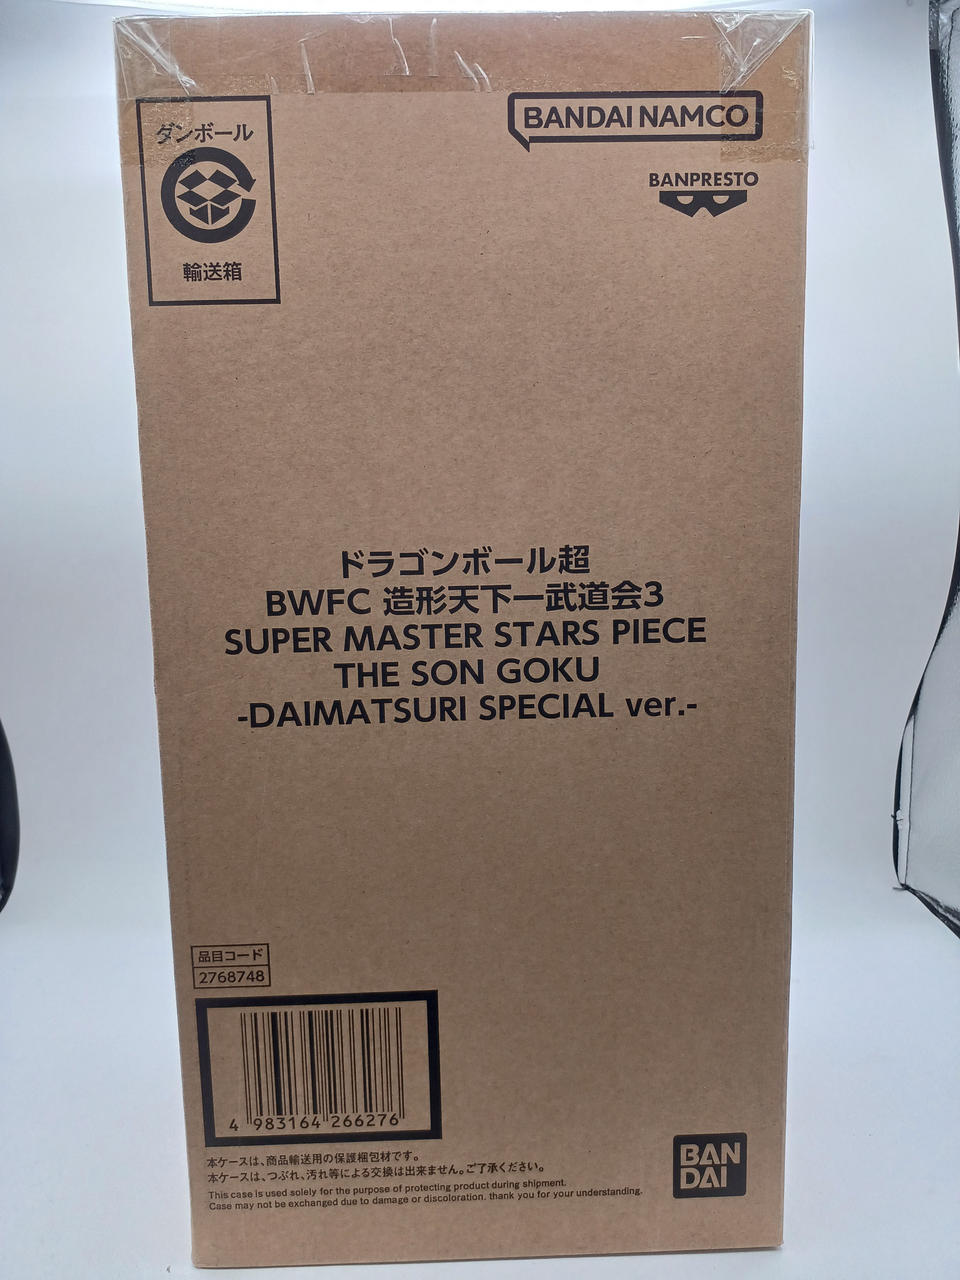 ダンボール
輸送箱
BANDAI NAMCO
BANPRESTO
ドラゴンボール超
BWFC 造形天下一武道会3
SUPER MASTER STARS PIECE
THE SON GOKU
-DAIMATSURI SPECIAL ver.-
品目コード
2768748
4 983164 266276
本ケースは、商品輸送用の保護梱包材です。
本ケースは、つぶれ、汚れ等による交換は出来ません。ご了承ください。
This case is used solely for the purpose of protecting product during shipment.
Case may not be exchanged due to damage or discoloration. thank you for your understanding.
BAN
DAI